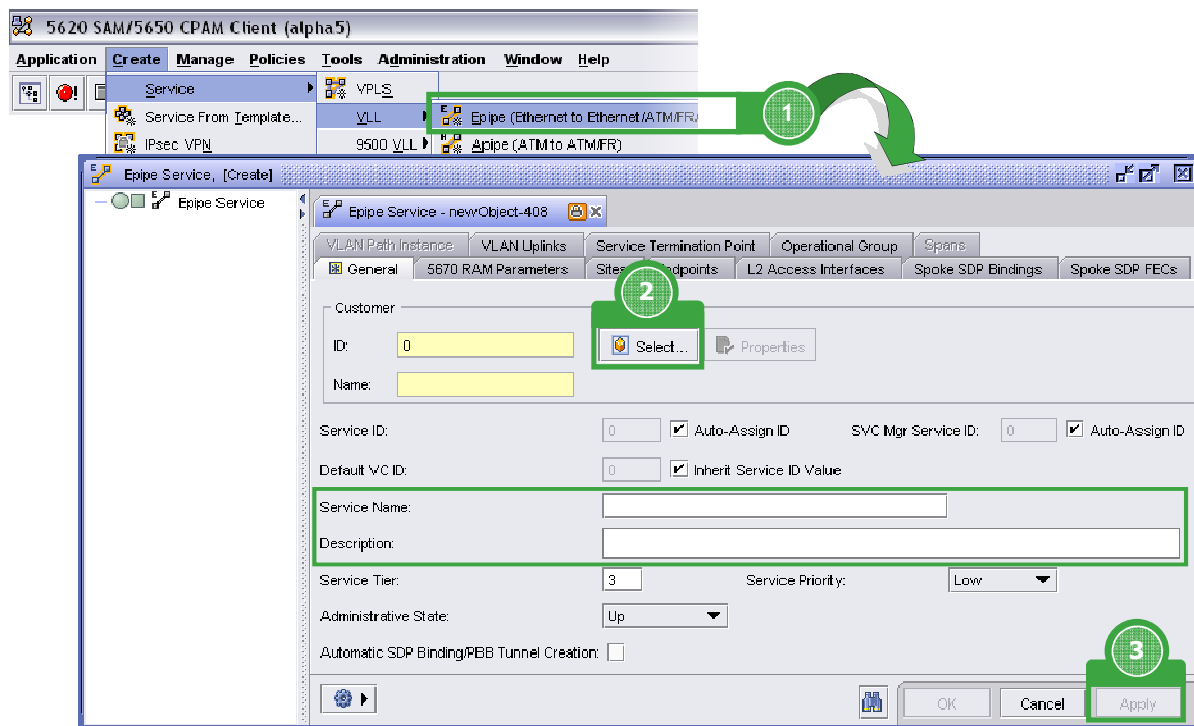 5620 SAM/5650 CPAM Client (alpha5)
Application Create Manage Policies Tools Administration Window Help
Service
VPLS
Service From Template...
VLL
Epipe (Ethernet to Ethernet/ATM/FR/
1
IPsec VPN
9500 VLL
Apipe (ATM to ATM/FR)
Epipe Service, [Create]
Epipe Service
Epipe Service - newObject-408
VLAN Path Instance VLAN Uplinks Service Termination Point Operational Group Spans
General 5670 RAM Parameters Sites Endpoints L2 Access Interfaces Spoke SDP Bindings Spoke SDP FECs
2
Customer
ID: 0 Select... Properties
Name:
Service ID: 0 Auto-Assign ID SVC Mgr Service ID: 0 Auto-Assign ID
Default VC ID: 0 Inherit Service ID Value
Service Name:
Description:
Service Tier: 3 Service Priority: Low
Administrative State: Up
Automatic SDP Binding/PBB Tunnel Creation:
3
OK Cancel Apply